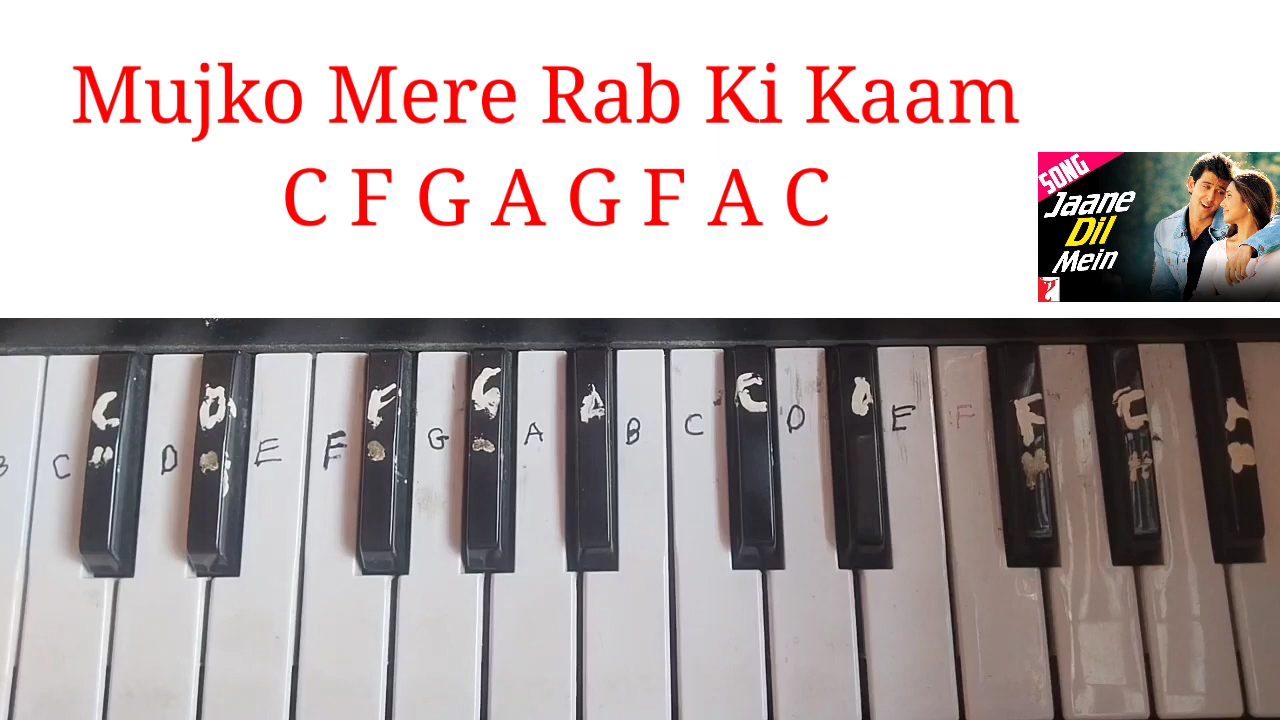 Mujko Mere Rab Ki Kaam
C F G A G F A C
SONG
Jaane
Dil
Mein
C D F G A C D F G A
B C D E F G A B C D E F